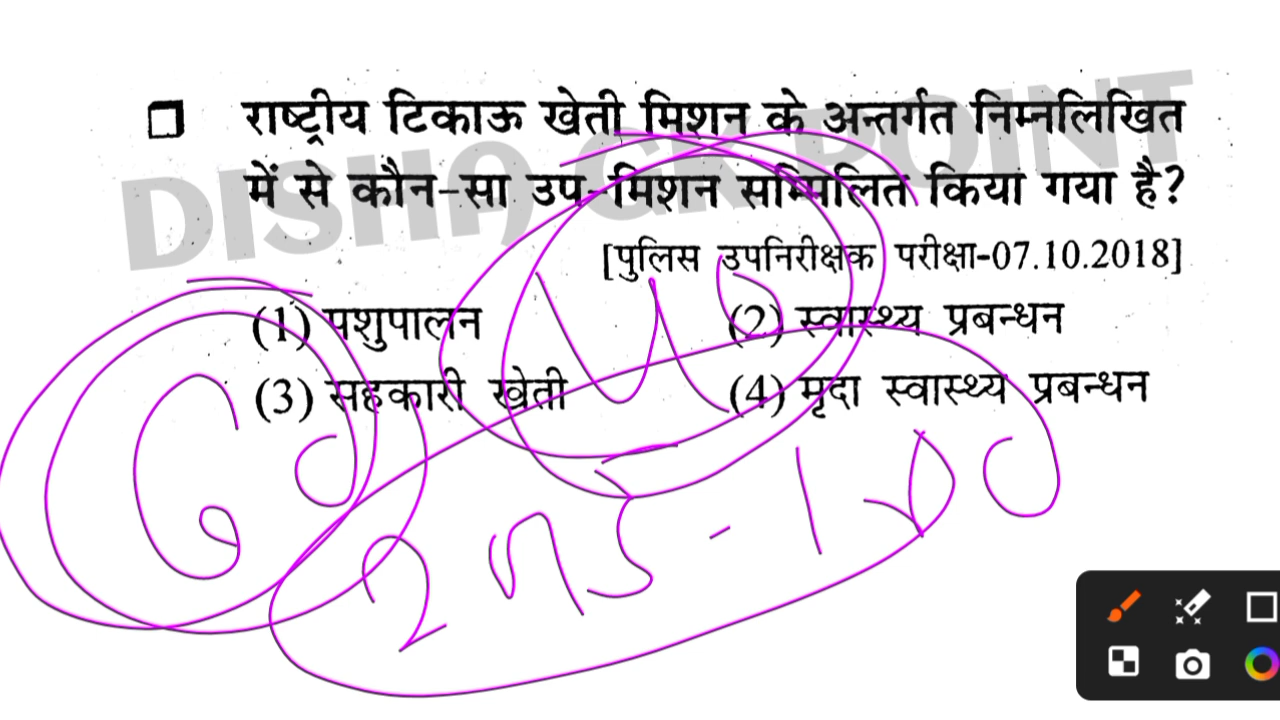 ❑ राष्ट्रीय टिकाऊ खेती मिशन के अन्तर्गत निम्नलिखित
में से कौन-सा उप-मिशन सम्मिलित किया गया है?
DISHA GK POINT
[पुलिस उपनिरीक्षक परीक्षा-07.10.2018]
(1) पशुपालन (2) स्वास्थ्य प्रबन्धन
(3) सहकारी खेती (4) मृदा स्वास्थ्य प्रबन्धन